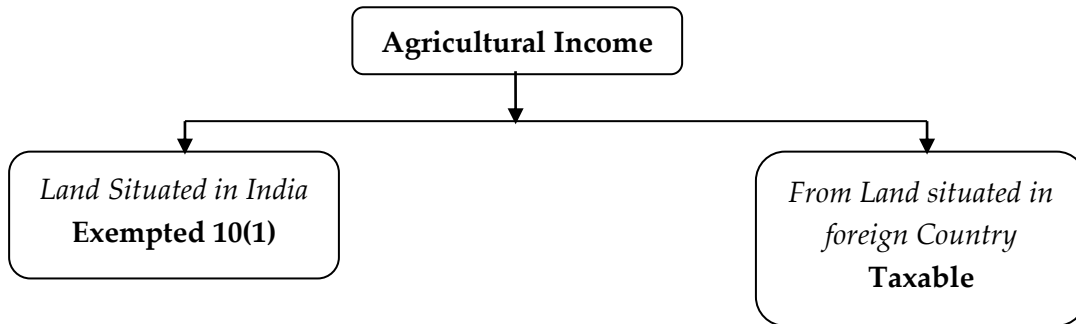 Agricultural Income
Land Situated in India
Exempted 10(1)
From Land situated in
foreign Country
Taxable